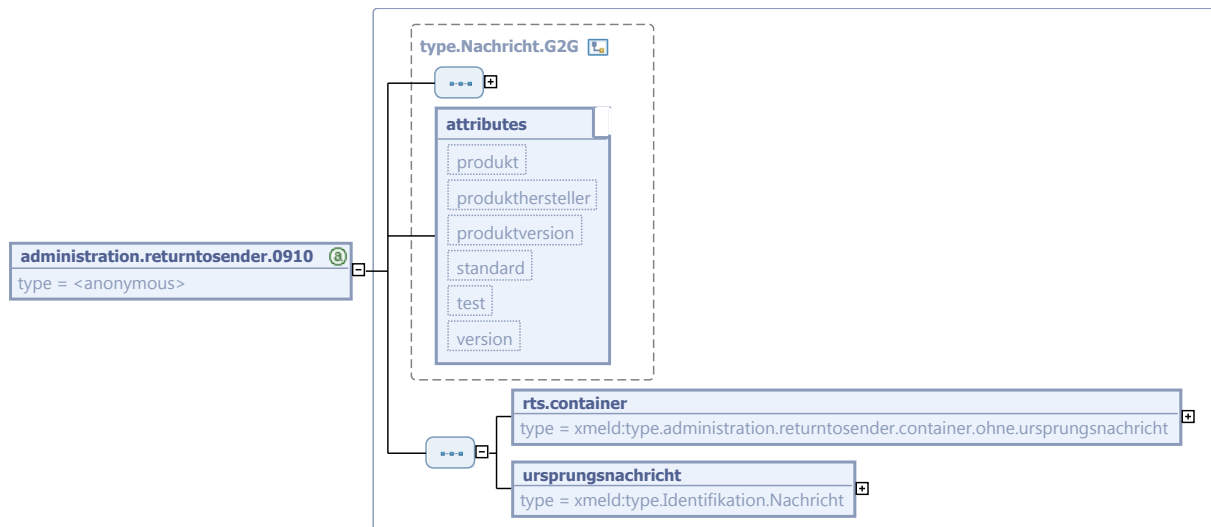 type.Nachricht.G2G
attributes
produkt
produkthersteller
produktversion
standard
test
version
administration.returntosender.0910
a
type = <anonymous>
rts.container
type = xmeld:type.administration.returntosender.container.ohne.ursprungsnachricht
ursprungsnachricht
type = xmeld:type.Identifikation.Nachricht